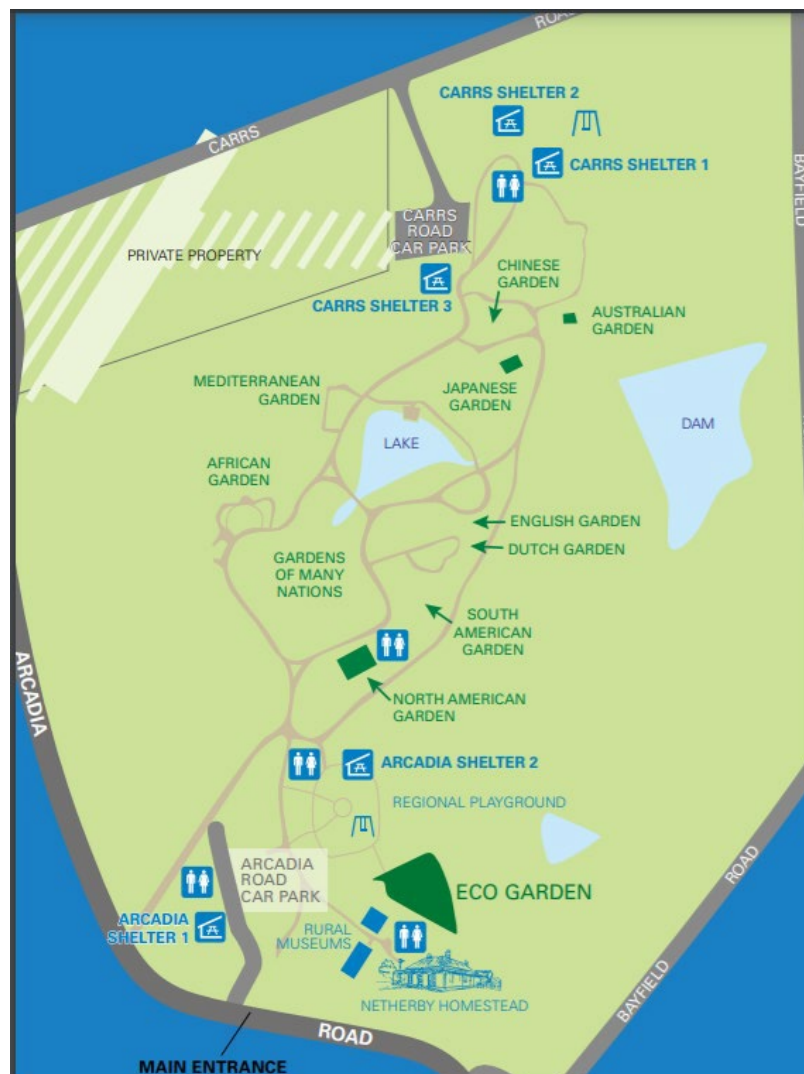 ROAD
CARRS SHELTER 2
CARRS
BAYFIELD
CARRS SHELTER 1
CARRS
ROAD
CAR PARK
PRIVATE PROPERTY
CHINESE
GARDEN
CARRS SHELTER 3
AUSTRALIAN
GARDEN
MEDITERRANEAN
GARDEN
JAPANESE
GARDEN
LAKE
DAM
AFRICAN
GARDEN
ENGLISH GARDEN
DUTCH GARDEN
GARDENS
OF MANY
NATIONS
SOUTH
AMERICAN
GARDEN
ARCADIA
NORTH AMERICAN
GARDEN
ARCADIA SHELTER 2
REGIONAL PLAYGROUND
ARCADIA
ROAD
CAR PARK
ECO GARDEN
ROAD
ARCADIA
SHELTER 1
RURAL
MUSEUMS
NETHERBY HOMESTEAD
BAYFIELD
ROAD
MAIN ENTRANCE